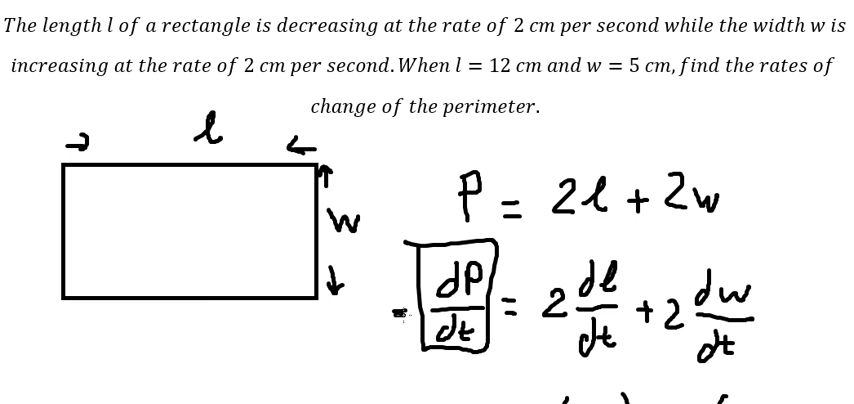 The length l of a rectangle is decreasing at the rate of 2 cm per second while the width w is
increasing at the rate of 2 cm per second. When l = 12 cm and w = 5 cm, find the rates of
change of the perimeter.
l
w
P = 2l + 2w
dP/dt = 2 dl/dt + 2 dw/dt